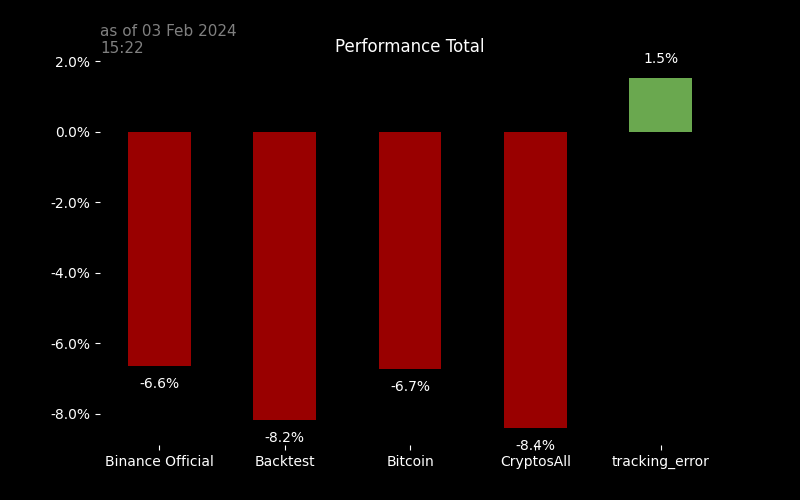 as of 03 Feb 2024
15:22
Performance Total
2.0%
0.0%
-2.0%
-4.0%
-6.0%
-8.0%
1.5%
-6.6%
-8.2%
-6.7%
-8.4%
Binance Official
Backtest
Bitcoin
CryptosAll
tracking_error